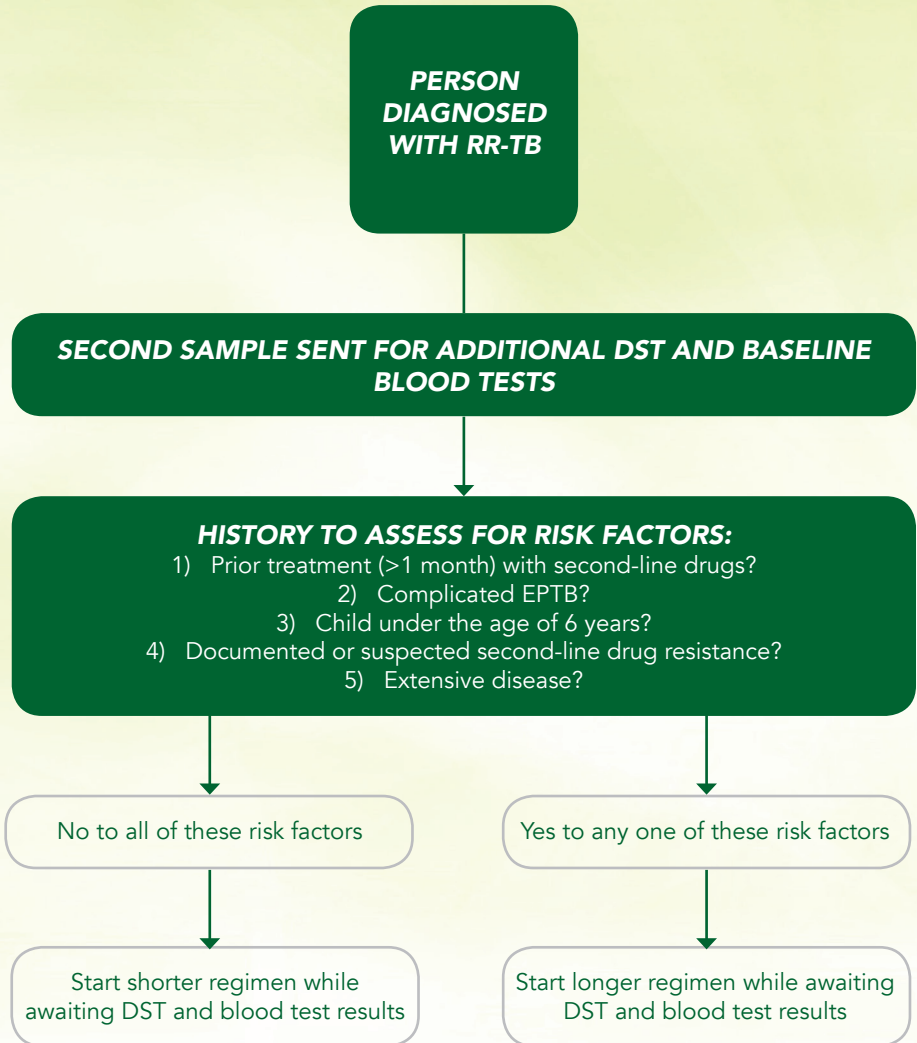 PERSON
DIAGNOSED
WITH RR-TB
SECOND SAMPLE SENT FOR ADDITIONAL DST AND BASELINE
BLOOD TESTS
HISTORY TO ASSESS FOR RISK FACTORS:
1) Prior treatment (>1 month) with second-line drugs?
2) Complicated EPTB?
3) Child under the age of 6 years?
4) Documented or suspected second-line drug resistance?
5) Extensive disease?
No to all of these risk factors
Yes to any one of these risk factors
Start shorter regimen while
awaiting DST and blood test results
Start longer regimen while awaiting
DST and blood test results